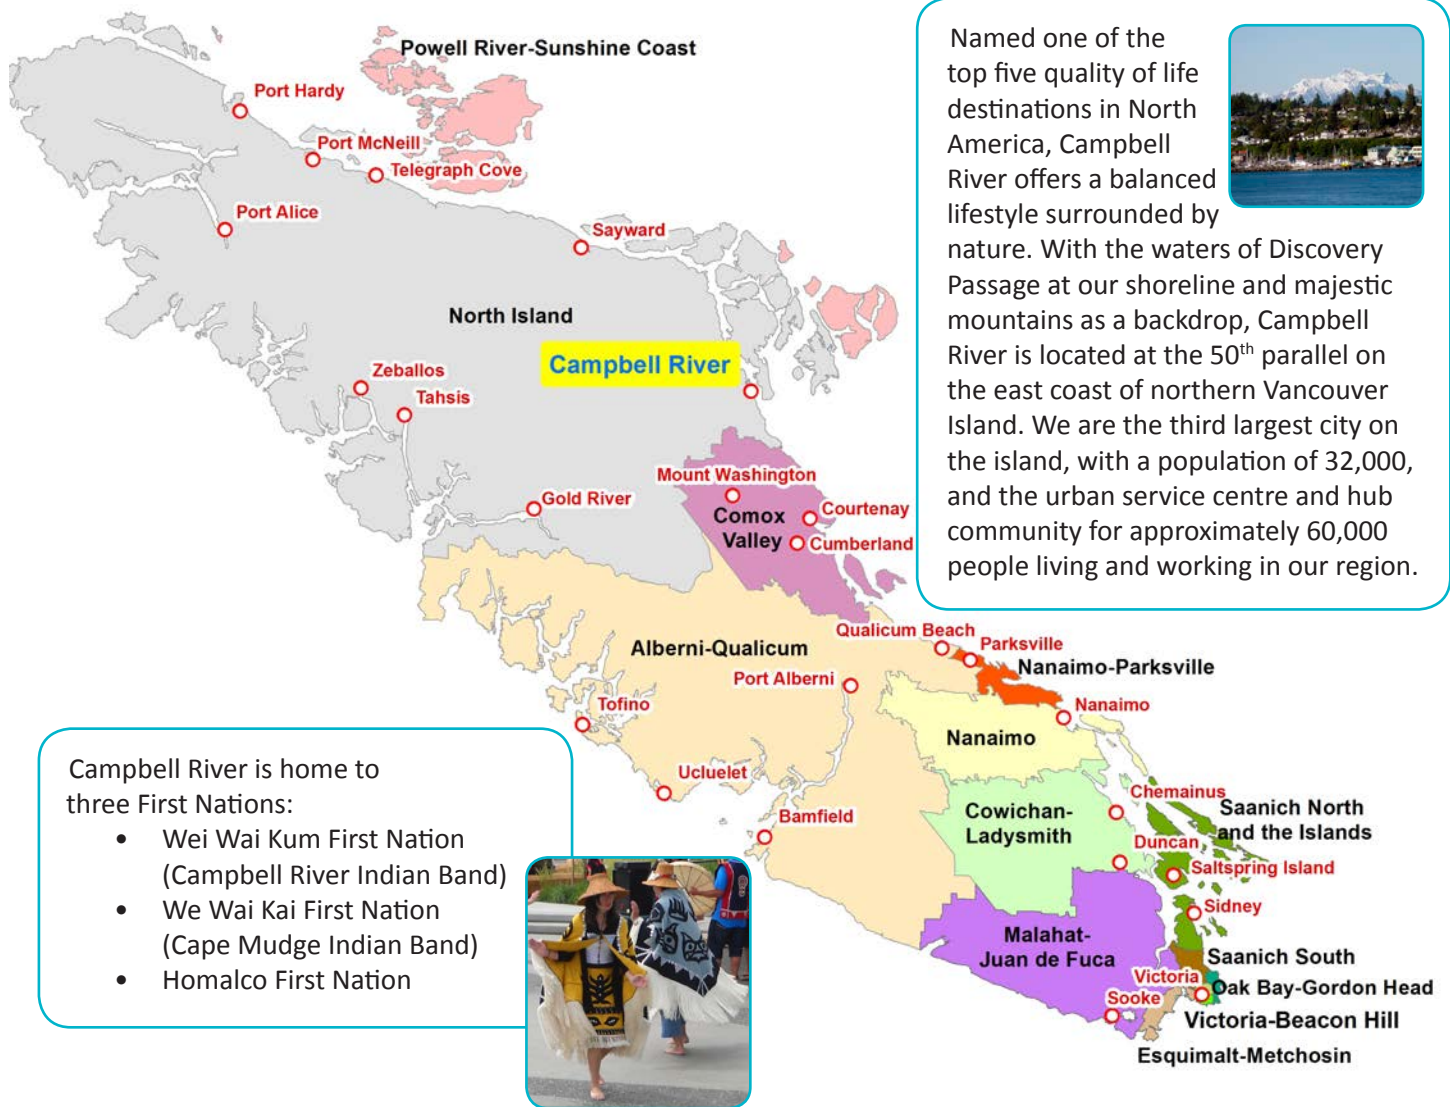 Powell River-Sunshine Coast
Port Hardy
Port McNeill
Telegraph Cove
Port Alice
Sayward
North Island
Campbell River
Zeballos
Tahsis
Gold River
Mount Washington
Comox
Valley
Courtenay
Cumberland
Named one of the
top five quality of life
destinations in North
America, Campbell
River offers a balanced
lifestyle surrounded by
nature. With the waters of Discovery
Passage at our shoreline and majestic
mountains as a backdrop, Campbell
River is located at the 50th parallel on
the east coast of northern Vancouver
Island. We are the third largest city on
the island, with a population of 32,000,
and the urban service centre and hub
community for approximately 60,000
people living and working in our region.
Alberni-Qualicum
Qualicum Beach
Parksville
Nanaimo-Parksville
Port Alberni
Tofino
Nanaimo
Nanaimo
Ucluelet
Bamfield
Chemainus
Cowichan-
Ladysmith
Saanich North
and the Islands
Duncan
Saltspring Island
Sidney
Malahat-
Juan de Fuca
Saanich South
Victoria
Oak Bay-Gordon Head
Sooke
Victoria-Beacon Hill
Esquimalt-Metchosin
Campbell River is home to
three First Nations:
• Wei Wai Kum First Nation
(Campbell River Indian Band)
• We Wai Kai First Nation
(Cape Mudge Indian Band)
• Homalco First Nation